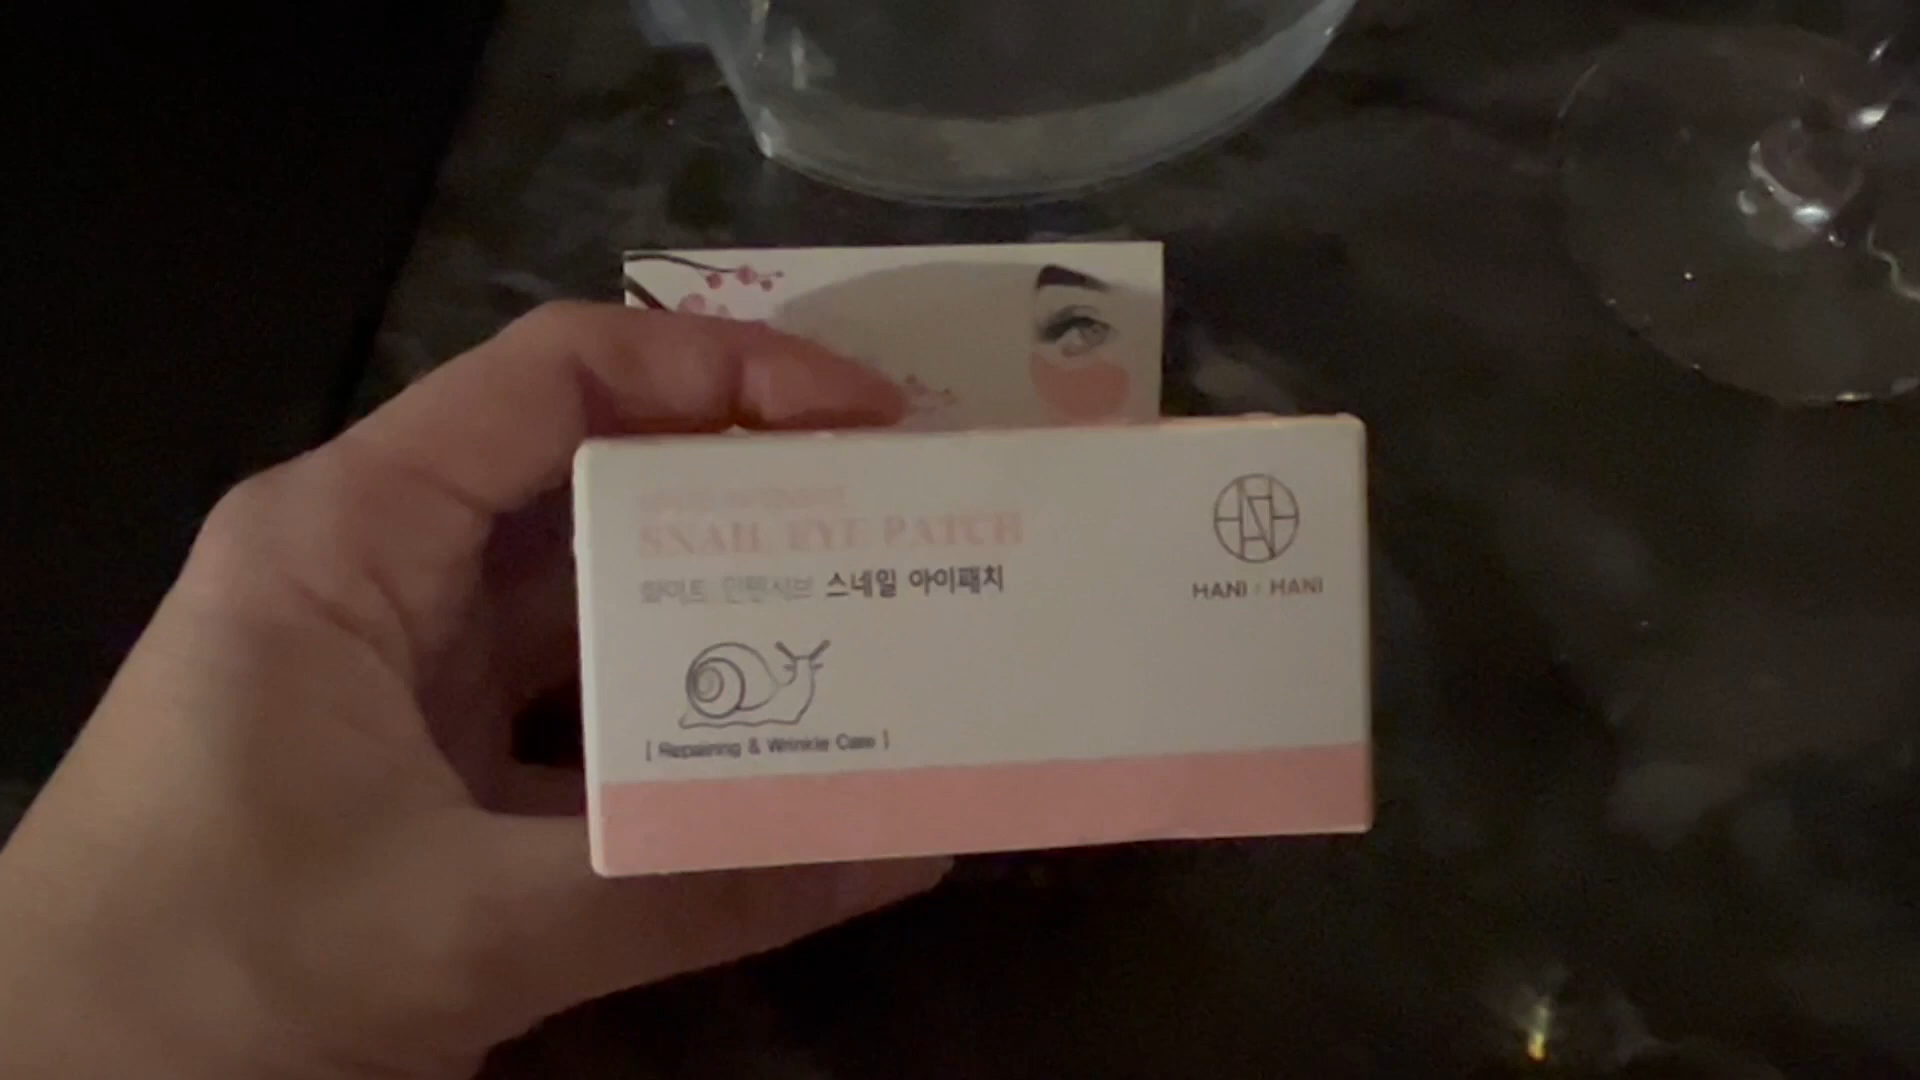 SNAIL EYE PATCH
화이트 인텐시브 스네일 아이패치
[ Repairing & Wrinkle Care ]
HANI : HANI